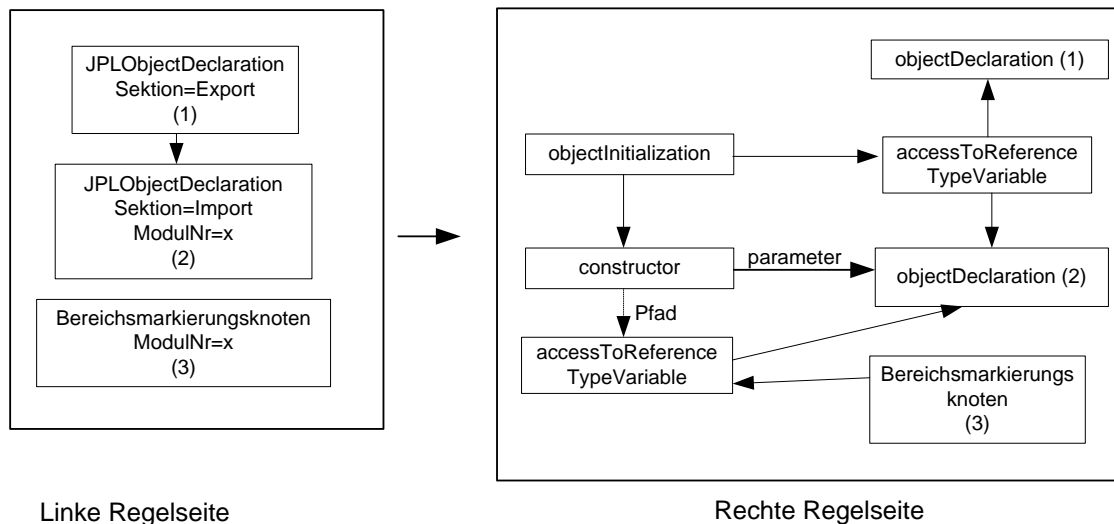 JPLObjectDeclaration
Sektion=Export
(1)
JPLObjectDeclaration
Sektion=Import
ModulNr=x
(2)
Bereichsmarkierungsknoten
ModulNr=x
(3)
Linke Regelseite
objectDeclaration (1)
objectInitialization
accessToReference
TypeVariable
constructor
parameter
objectDeclaration (2)
Pfad
accessToReference
TypeVariable
Bereichsmarkierungs
knoten
(3)
Rechte Regelseite